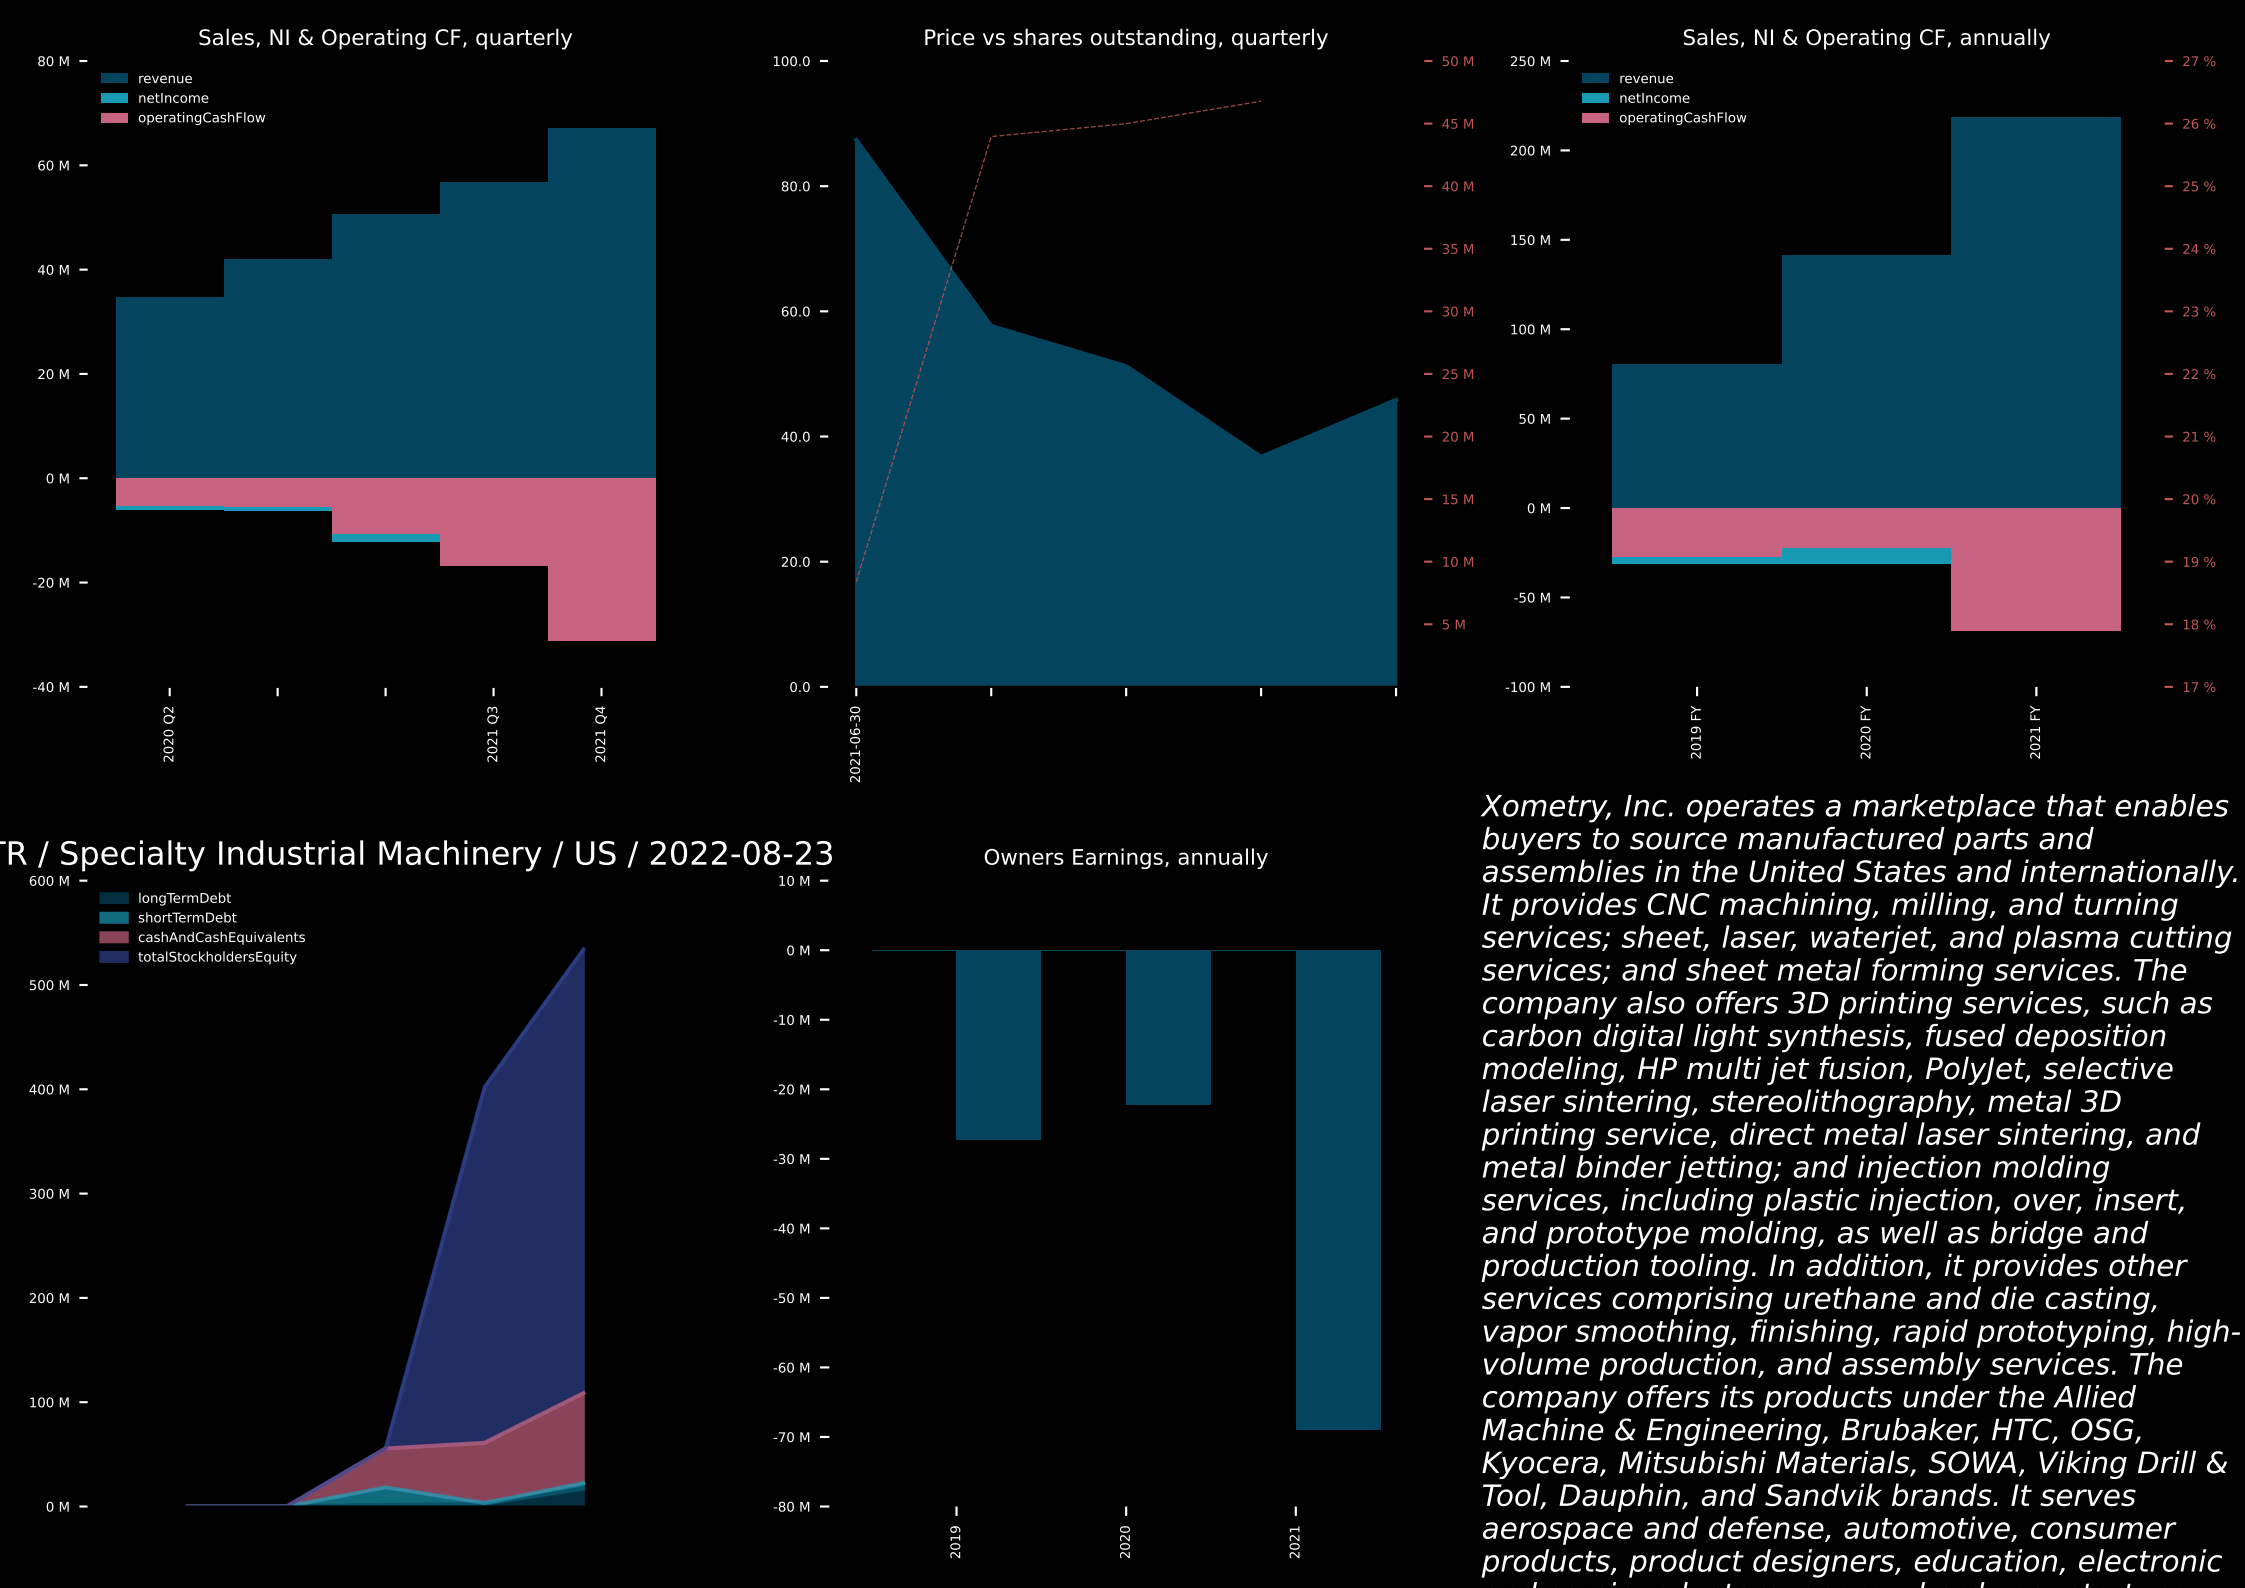 Sales, NI & Operating CF, quarterly
80 M
60 M
40 M
20 M
0 M
-20 M
-40 M
revenue
netIncome
operatingCashFlow
2020 Q2
2021 Q3
2021 Q4
Price vs shares outstanding, quarterly
100.0
80.0
60.0
40.0
20.0
0.0
50 M
45 M
40 M
35 M
30 M
25 M
20 M
15 M
10 M
5 M
2021-06-30
Sales, NI & Operating CF, annually
250 M
200 M
150 M
100 M
50 M
0 M
-50 M
-100 M
revenue
netIncome
operatingCashFlow
27 %
26 %
25 %
24 %
23 %
22 %
21 %
20 %
19 %
18 %
17 %
2019 FY
2020 FY
2021 FY
TR / Specialty Industrial Machinery / US / 2022-08-23
600 M
500 M
400 M
300 M
200 M
100 M
0 M
longTermDebt
shortTermDebt
cashAndCashEquivalents
totalStockholdersEquity
Owners Earnings, annually
10 M
0 M
-10 M
-20 M
-30 M
-40 M
-50 M
-60 M
-70 M
-80 M
2019
2020
2021
Xometry, Inc. operates a marketplace that enables
buyers to source manufactured parts and
assemblies in the United States and internationally.
It provides CNC machining, milling, and turning
services; sheet, laser, waterjet, and plasma cutting
services; and sheet metal forming services. The
company also offers 3D printing services, such as
carbon digital light synthesis, fused deposition
modeling, HP multi jet fusion, PolyJet, selective
laser sintering, stereolithography, metal 3D
printing service, direct metal laser sintering, and
metal binder jetting; and injection molding
services, including plastic injection, over, insert,
and prototype molding, as well as bridge and
production tooling. In addition, it provides other
services comprising urethane and die casting,
vapor smoothing, finishing, rapid prototyping, high-
volume production, and assembly services. The
company offers its products under the Allied
Machine & Engineering, Brubaker, HTC, OSG,
Kyocera, Mitsubishi Materials, SOWA, Viking Drill &
Tool, Dauphin, and Sandvik brands. It serves
aerospace and defense, automotive, consumer
products, product designers, education, electronic